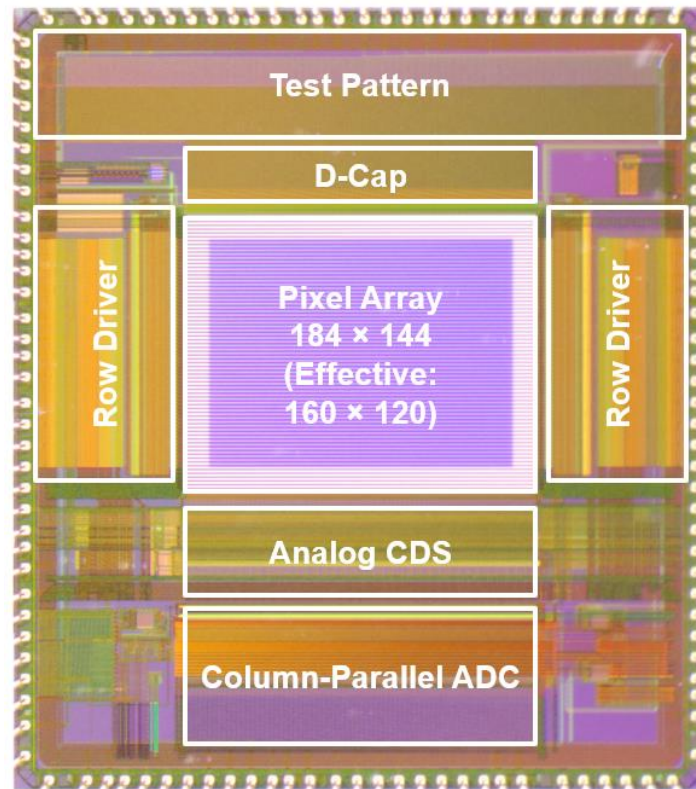 Test Pattern
D-Cap
Row Driver
Pixel Array
184 × 144
(Effective:
160 × 120)
Row Driver
Analog CDS
Column-Parallel ADC